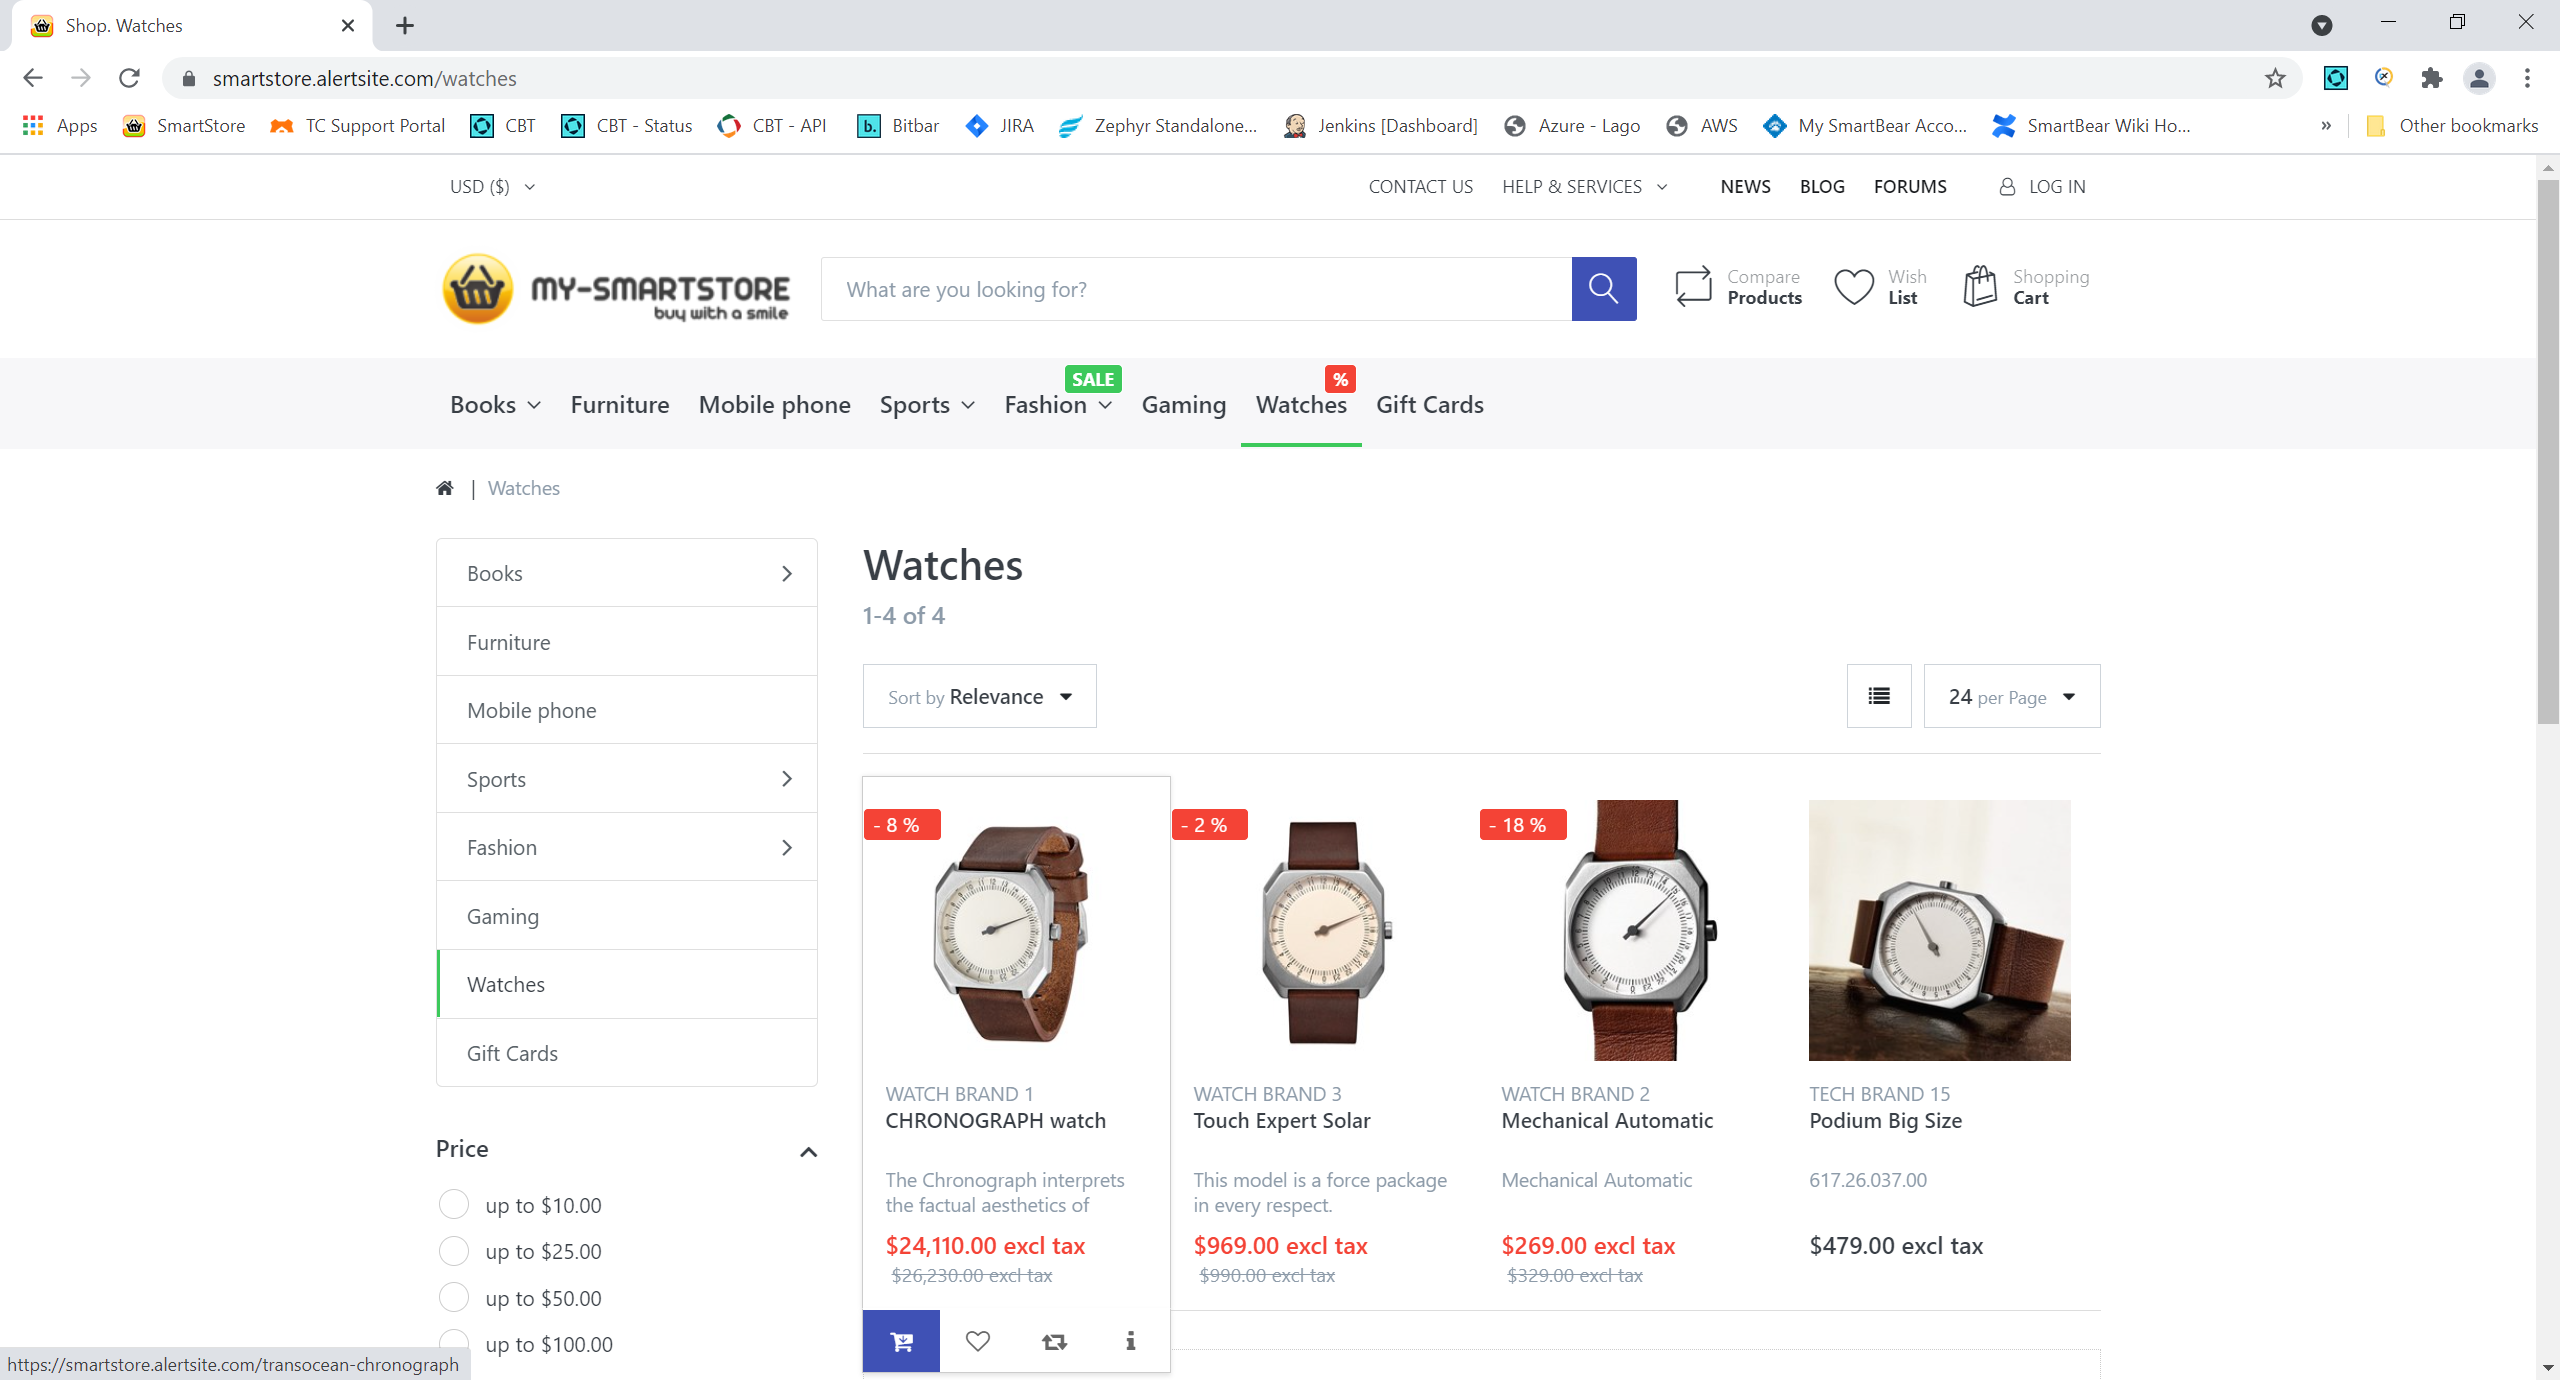 Shop. Watches
smartstore.alertsite.com/watches
Apps SmartStore TC Support Portal CBT CBT - Status CBT - API b. Bitbar JIRA Zephyr Standalone... Jenkins [Dashboard] Azure - Lago AWS My SmartBear Acco... SmartBear Wiki Ho... » Other bookmarks
USD ($) CONTACT US HELP & SERVICES NEWS BLOG FORUMS LOG IN
MY-SMARTSTORE
buy with a smile
What are you looking for?
Compare
Products
Wish
List
Shopping
Cart
SALE %
Books Furniture Mobile phone Sports Fashion Gaming Watches Gift Cards
| Watches
Books
Furniture
Mobile phone
Sports
Fashion
Gaming
Watches
Gift Cards
Price
up to $10.00
up to $25.00
up to $50.00
up to $100.00
Watches
1-4 of 4
Sort by Relevance
24 per Page
- 8 %
WATCH BRAND 1
CHRONOGRAPH watch
The Chronograph interprets
the factual aesthetics of
$24,110.00 excl tax
$26,230.00 excl tax
- 2 %
WATCH BRAND 3
Touch Expert Solar
This model is a force package
in every respect.
$969.00 excl tax
$990.00 excl tax
- 18 %
WATCH BRAND 2
Mechanical Automatic
Mechanical Automatic
$269.00 excl tax
$329.00 excl tax
TECH BRAND 15
Podium Big Size
617.26.037.00
$479.00 excl tax
https://smartstore.alertsite.com/transocean-chronograph